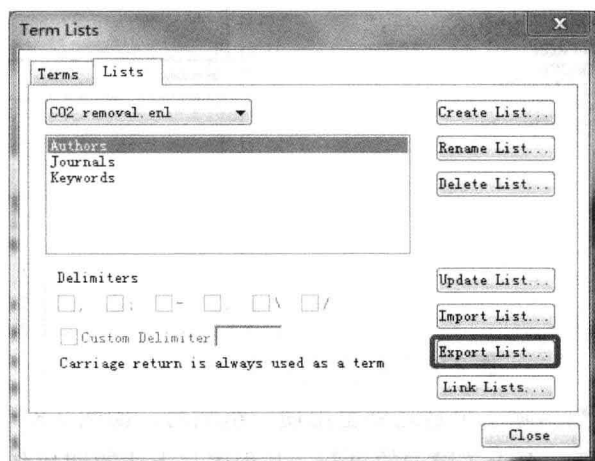 Term Lists
x
Terms
Lists
CO2 removal.enl
Create List...
Authors
Rename List...
Journals
Keywords
Delete List...
Delimiters
Update List...
, ; - . \ /
Import List...
Custom Delimiter
Export List...
Carriage return is always used as a term
Link Lists...
Close